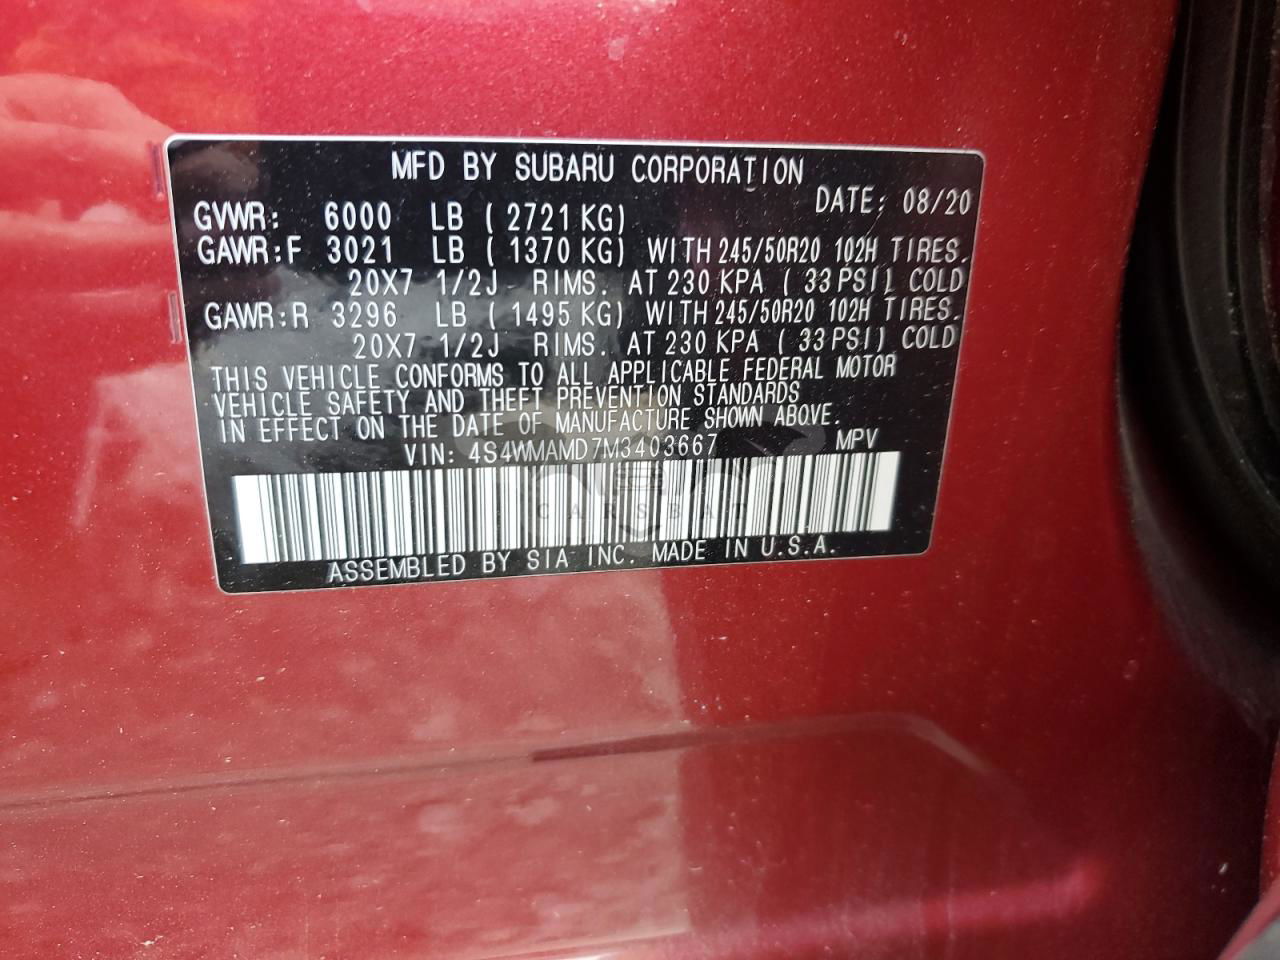 MFD BY SUBARU CORPORATION
DATE: 08/20
GVWR: 6000 LB ( 2721 KG)
GAWR:F 3021 LB ( 1370 KG) WITH 245/50R20 102H TIRES.
20X7 1/2J RIMS. AT 230 KPA ( 33 PSI) COLD
GAWR:R 3296 LB ( 1495 KG) WITH 245/50R20 102H TIRES.
20X7 1/2J RIMS. AT 230 KPA ( 33 PSI) COLD
THIS VEHICLE CONFORMS TO ALL APPLICABLE FEDERAL MOTOR
VEHICLE SAFETY AND THEFT PREVENTION STANDARDS
IN EFFECT ON THE DATE OF MANUFACTURE SHOWN ABOVE.
VIN: 4S4WMAMD7M3403667 MPV
CARSBAT
ASSEMBLED BY SIA INC. MADE IN U.S.A.